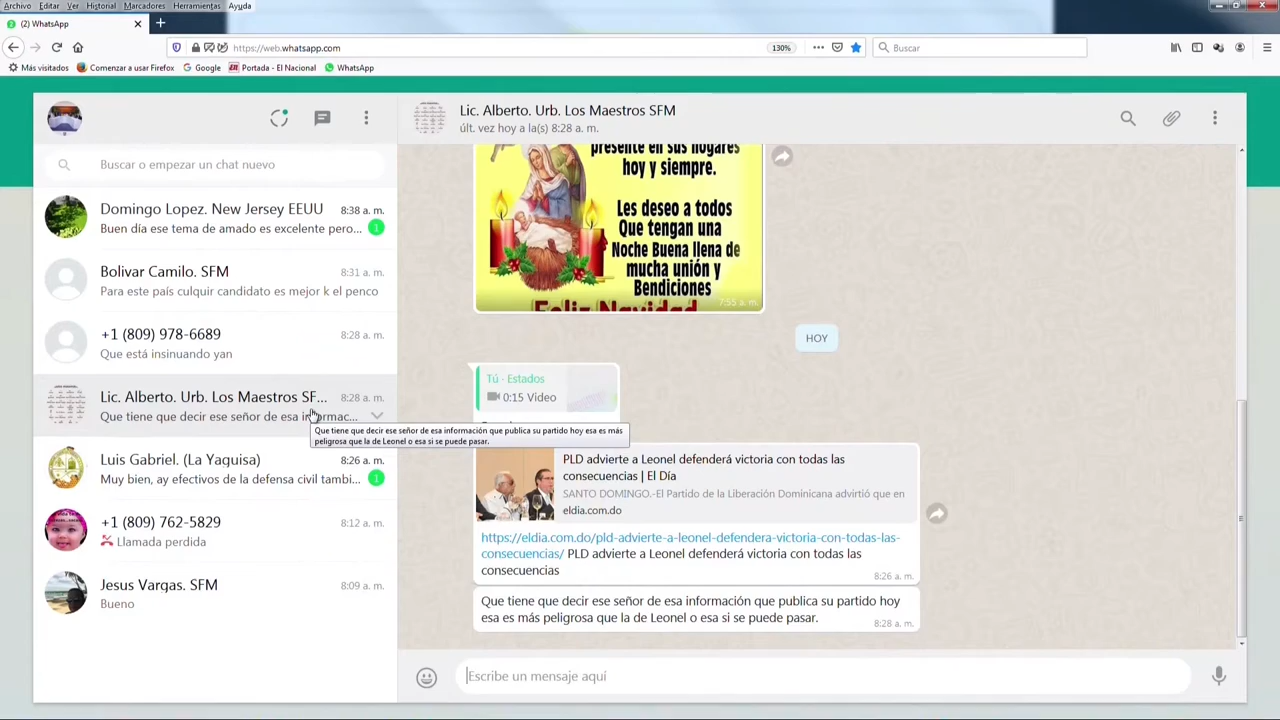 Archivo Editar Ver Historial Marcadores Herramientas Ayuda
(2) WhatsApp
https://web.whatsapp.com
130%
Buscar
Más visitados Comenzar a usar Firefox Google Portada - El Nacional WhatsApp
Buscar o empezar un chat nuevo
Domingo Lopez. New Jersey EEUU 8:38 a. m.
Buen día ese tema de amado es excelente pero... 1
Bolivar Camilo. SFM 8:31 a. m.
Para este país culquir candidato es mejor k el penco
+1 (809) 978-6689 8:28 a. m.
Que está insinuando yan
Lic. Alberto. Urb. Los Maestros SF... 8:28 a. m.
Que tiene que decir ese señor de esa informac...
Que tiene que decir ese señor de esa información que publica su partido hoy esa es más
peligrosa que la de Leonel o esa si se puede pasar.
Luis Gabriel. (La Yaguisa) 8:26 a. m.
Muy bien, ay efectivos de la defensa civil tambi... 1
+1 (809) 762-5829 8:12 a. m.
Llamada perdida
Jesus Vargas. SFM 8:09 a. m.
Bueno
Lic. Alberto. Urb. Los Maestros SFM
últ. vez hoy a la(s) 8:28 a. m.
presente en sus hogares
hoy y siempre.
Les deseo a todos
Que tengan una
Noche Buena llena de
mucha unión y
Bendiciones
Feliz Navidad
7:55 a. m.
HOY
Tú · Estados
0:15 Video
PLD advierte a Leonel defenderá victoria con todas las
consecuencias | El Día
SANTO DOMINGO.-El Partido de la Liberación Dominicana advirtió que en
eldia.com.do
https://eldia.com.do/pld-advierte-a-leonel-defendera-victoria-con-todas-las-
consecuencias/ PLD advierte a Leonel defenderá victoria con todas las
consecuencias
8:26 a. m.
Que tiene que decir ese señor de esa información que publica su partido hoy
esa es más peligrosa que la de Leonel o esa si se puede pasar.
8:28 a. m.
Escribe un mensaje aquí